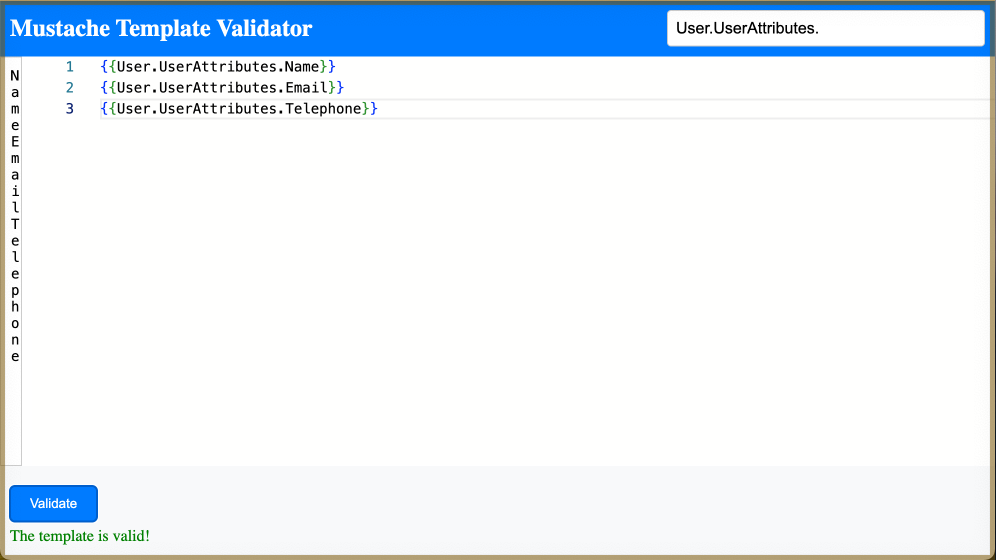 Mustache Template Validator
User.UserAttributes.
NameEmailTelephone
1 {{User.UserAttributes.Name}}
2 {{User.UserAttributes.Email}}
3 {{User.UserAttributes.Telephone}}
Validate
The template is valid!